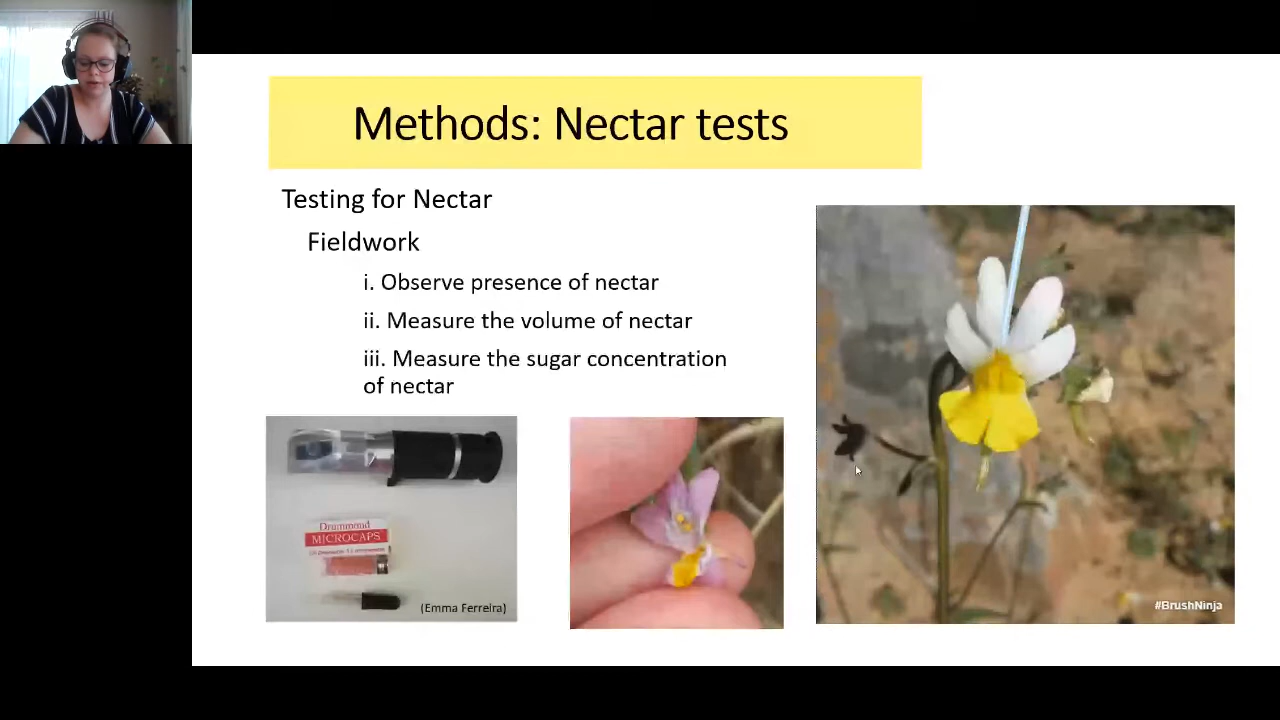 Methods: Nectar tests
Testing for Nectar
Fieldwork
i. Observe presence of nectar
ii. Measure the volume of nectar
iii. Measure the sugar concentration
of nectar
Drummond
MICROCAPS
(Emma Ferreira)
#BrushNinja